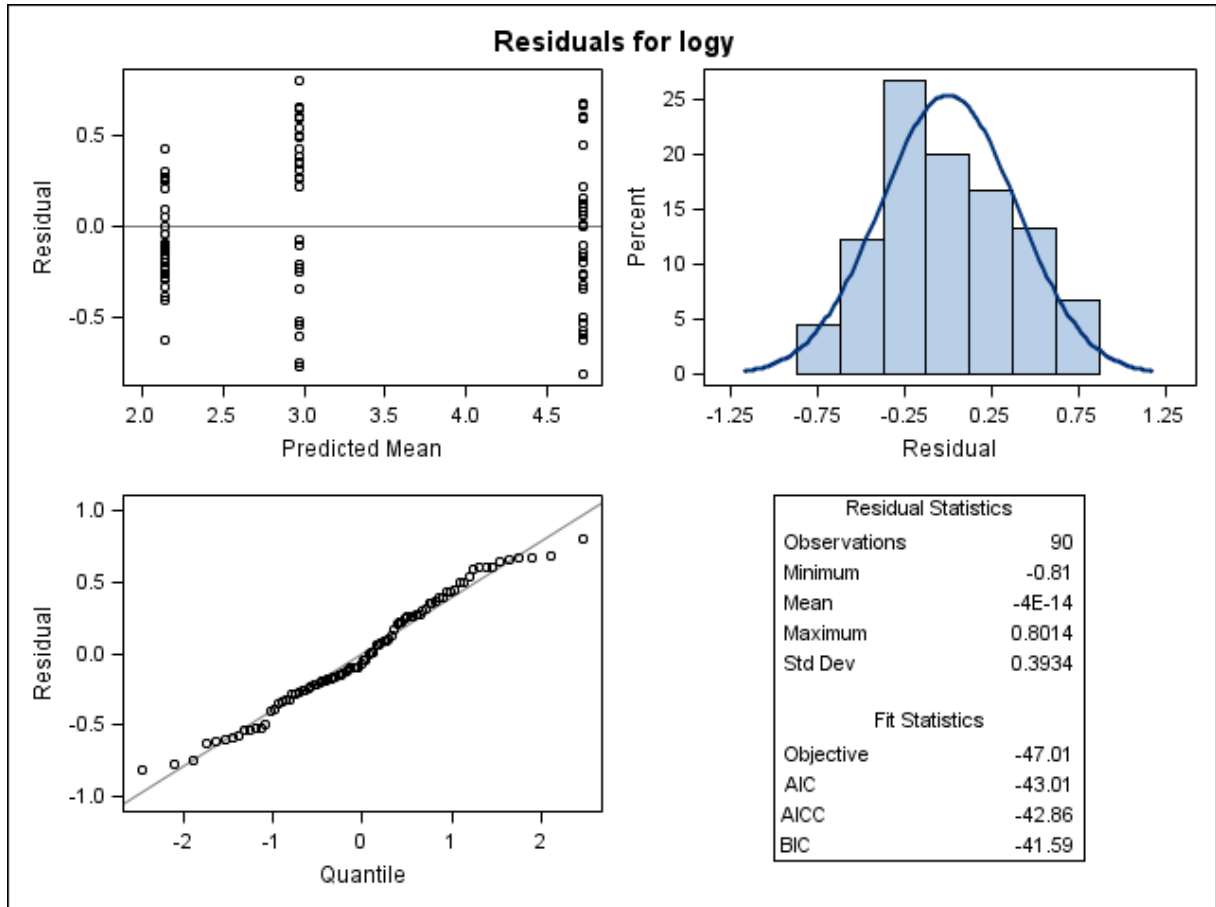 Residuals for logy
0.5
0.0
-0.5
Residual
2.0 2.5 3.0 3.5 4.0 4.5
Predicted Mean
25
20
15
10
5
0
Percent
-1.25 -0.75 -0.25 0.25 0.75 1.25
Residual
1.0
0.5
0.0
-0.5
-1.0
Residual
-2 -1 0 1 2
Quantile
Residual Statistics
Observations 90
Minimum -0.81
Mean -4E-14
Maximum 0.8014
Std Dev 0.3934
Fit Statistics
Objective -47.01
AIC -43.01
AICC -42.86
BIC -41.59